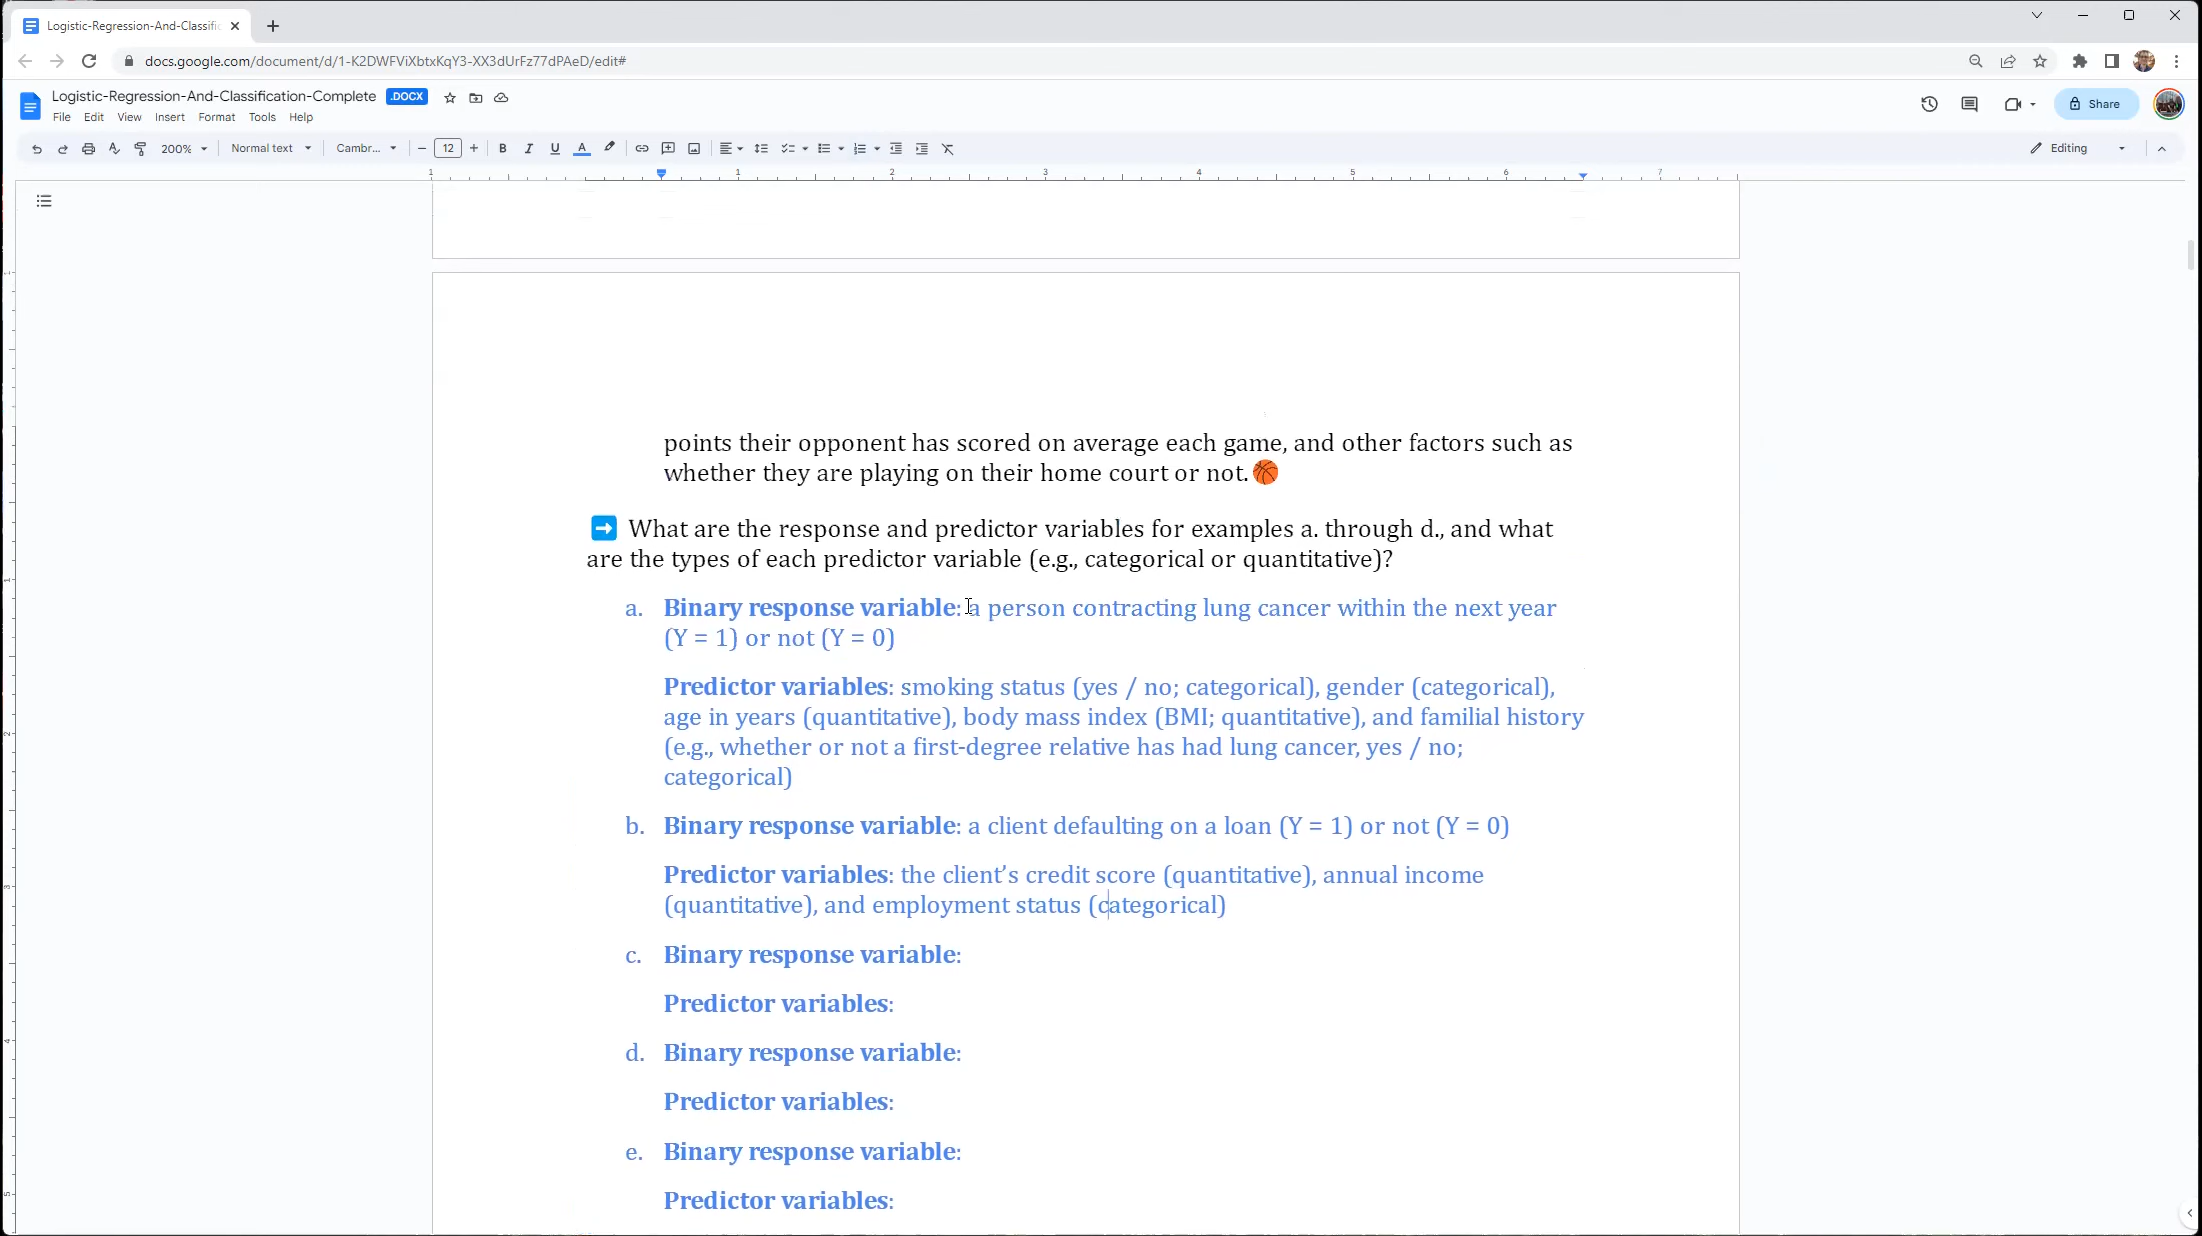 Logistic-Regression-And-Classific
docs.google.com/document/d/1-K2DWFViXbtxKqY3-XX3dUrFz77dPAeD/edit#
Logistic-Regression-And-Classification-Complete .DOCX
Share
File Edit View Insert Format Tools Help
200% Normal text Cambr... 12 B I U A Editing
1 1 2 3 4 5 6 7
points their opponent has scored on average each game, and other factors such as
whether they are playing on their home court or not.🏀
➡️ What are the response and predictor variables for examples a. through d., and what
are the types of each predictor variable (e.g., categorical or quantitative)?
a. Binary response variable: a person contracting lung cancer within the next year
(Y = 1) or not (Y = 0)
Predictor variables: smoking status (yes / no; categorical), gender (categorical),
age in years (quantitative), body mass index (BMI; quantitative), and familial history
(e.g., whether or not a first-degree relative has had lung cancer, yes / no;
categorical)
b. Binary response variable: a client defaulting on a loan (Y = 1) or not (Y = 0)
Predictor variables: the client's credit score (quantitative), annual income
(quantitative), and employment status (categorical)
c. Binary response variable:
Predictor variables:
d. Binary response variable:
Predictor variables:
e. Binary response variable:
Predictor variables: